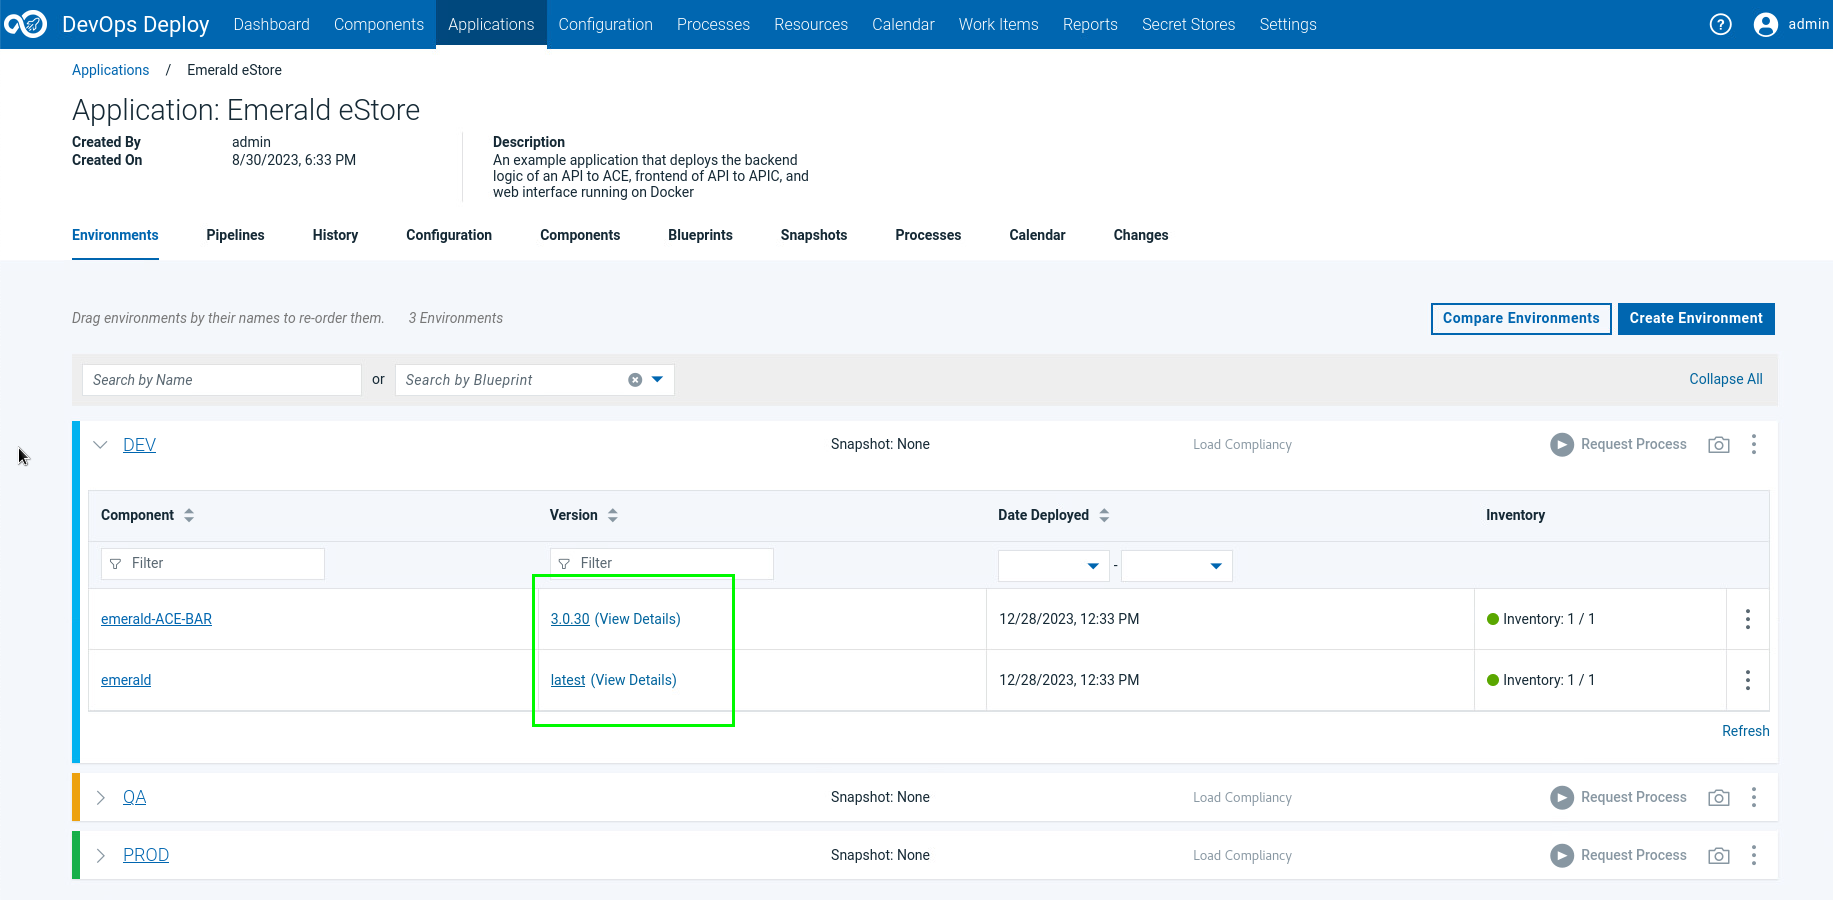 DevOps Deploy Dashboard Components Applications Configuration Processes Resources Calendar Work Items Reports Secret Stores Settings ? admin
Applications / Emerald eStore
Application: Emerald eStore
Created By admin
Created On 8/30/2023, 6:33 PM
Description
An example application that deploys the backend
logic of an API to ACE, frontend of API to APIC, and
web interface running on Docker
Environments Pipelines History Configuration Components Blueprints Snapshots Processes Calendar Changes
Drag environments by their names to re-order them. 3 Environments Compare Environments Create Environment
Search by Name or Search by Blueprint Collapse All
DEV Snapshot: None Load Compliancy Request Process
Component Version Date Deployed Inventory
Filter Filter -
emerald-ACE-BAR 3.0.30 (View Details) 12/28/2023, 12:33 PM Inventory: 1 / 1
emerald latest (View Details) 12/28/2023, 12:33 PM Inventory: 1 / 1
Refresh
QA Snapshot: None Load Compliancy Request Process
PROD Snapshot: None Load Compliancy Request Process